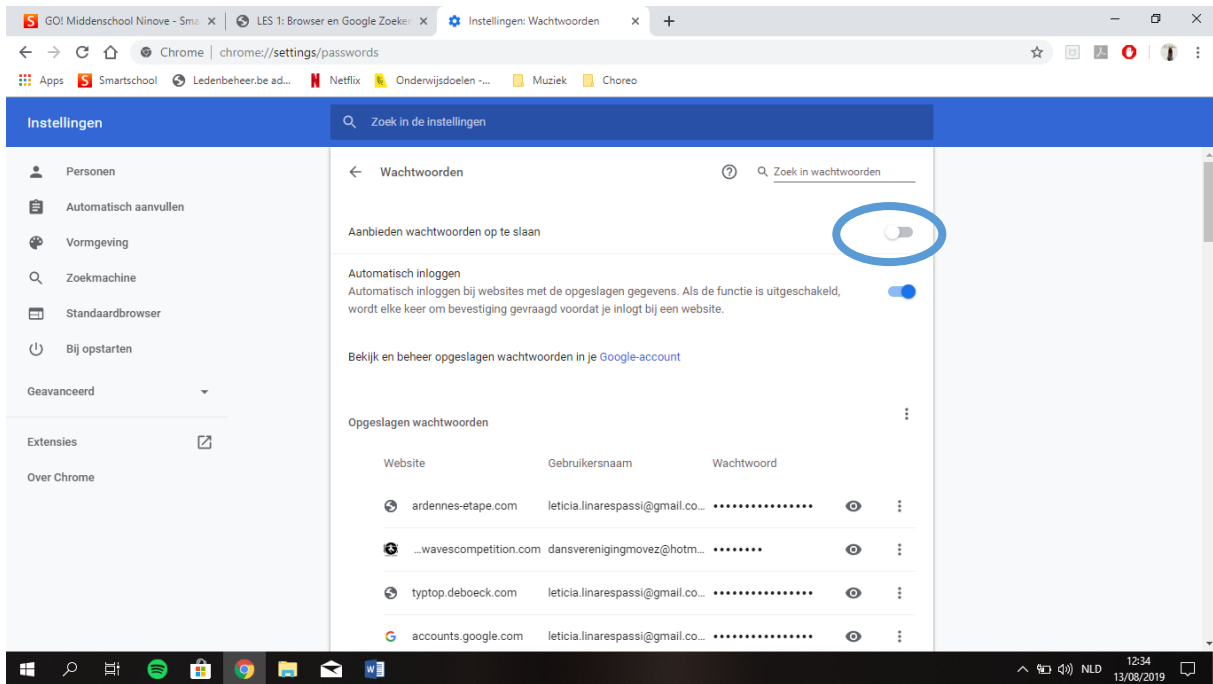 GO! Middenschool Ninove - Sma
LES 1: Browser en Google Zoeken
Instellingen: Wachtwoorden
Chrome | chrome://settings/passwords
Apps
Smartschool
Ledenbeheer.be ad...
Netflix
Onderwijsdoelen -...
Muziek
Choreo
Instellingen
Zoek in de instellingen
Personen
Automatisch aanvullen
Vormgeving
Zoekmachine
Standaardbrowser
Bij opstarten
Geavanceerd
Extensies
Over Chrome
Wachtwoorden
Zoek in wachtwoorden
Aanbieden wachtwoorden op te slaan
Automatisch inloggen
Automatisch inloggen bij websites met de opgeslagen gegevens. Als de functie is uitgeschakeld,
wordt elke keer om bevestiging gevraagd voordat je inlogt bij een website.
Bekijk en beheer opgeslagen wachtwoorden in je Google-account
Opgeslagen wachtwoorden
Website Gebruikersnaam Wachtwoord
ardennes-etape.com leticia.linarespassi@gmail.co... ••••••••••••••••
...wavescompetition.com dansverenigingmovez@hotm... ••••••••
typtop.deboeck.com leticia.linarespassi@gmail.co... ••••••••••••••••
accounts.google.com leticia.linarespassi@gmail.co... ••••••••••••••••
NLD
12:34
13/08/2019